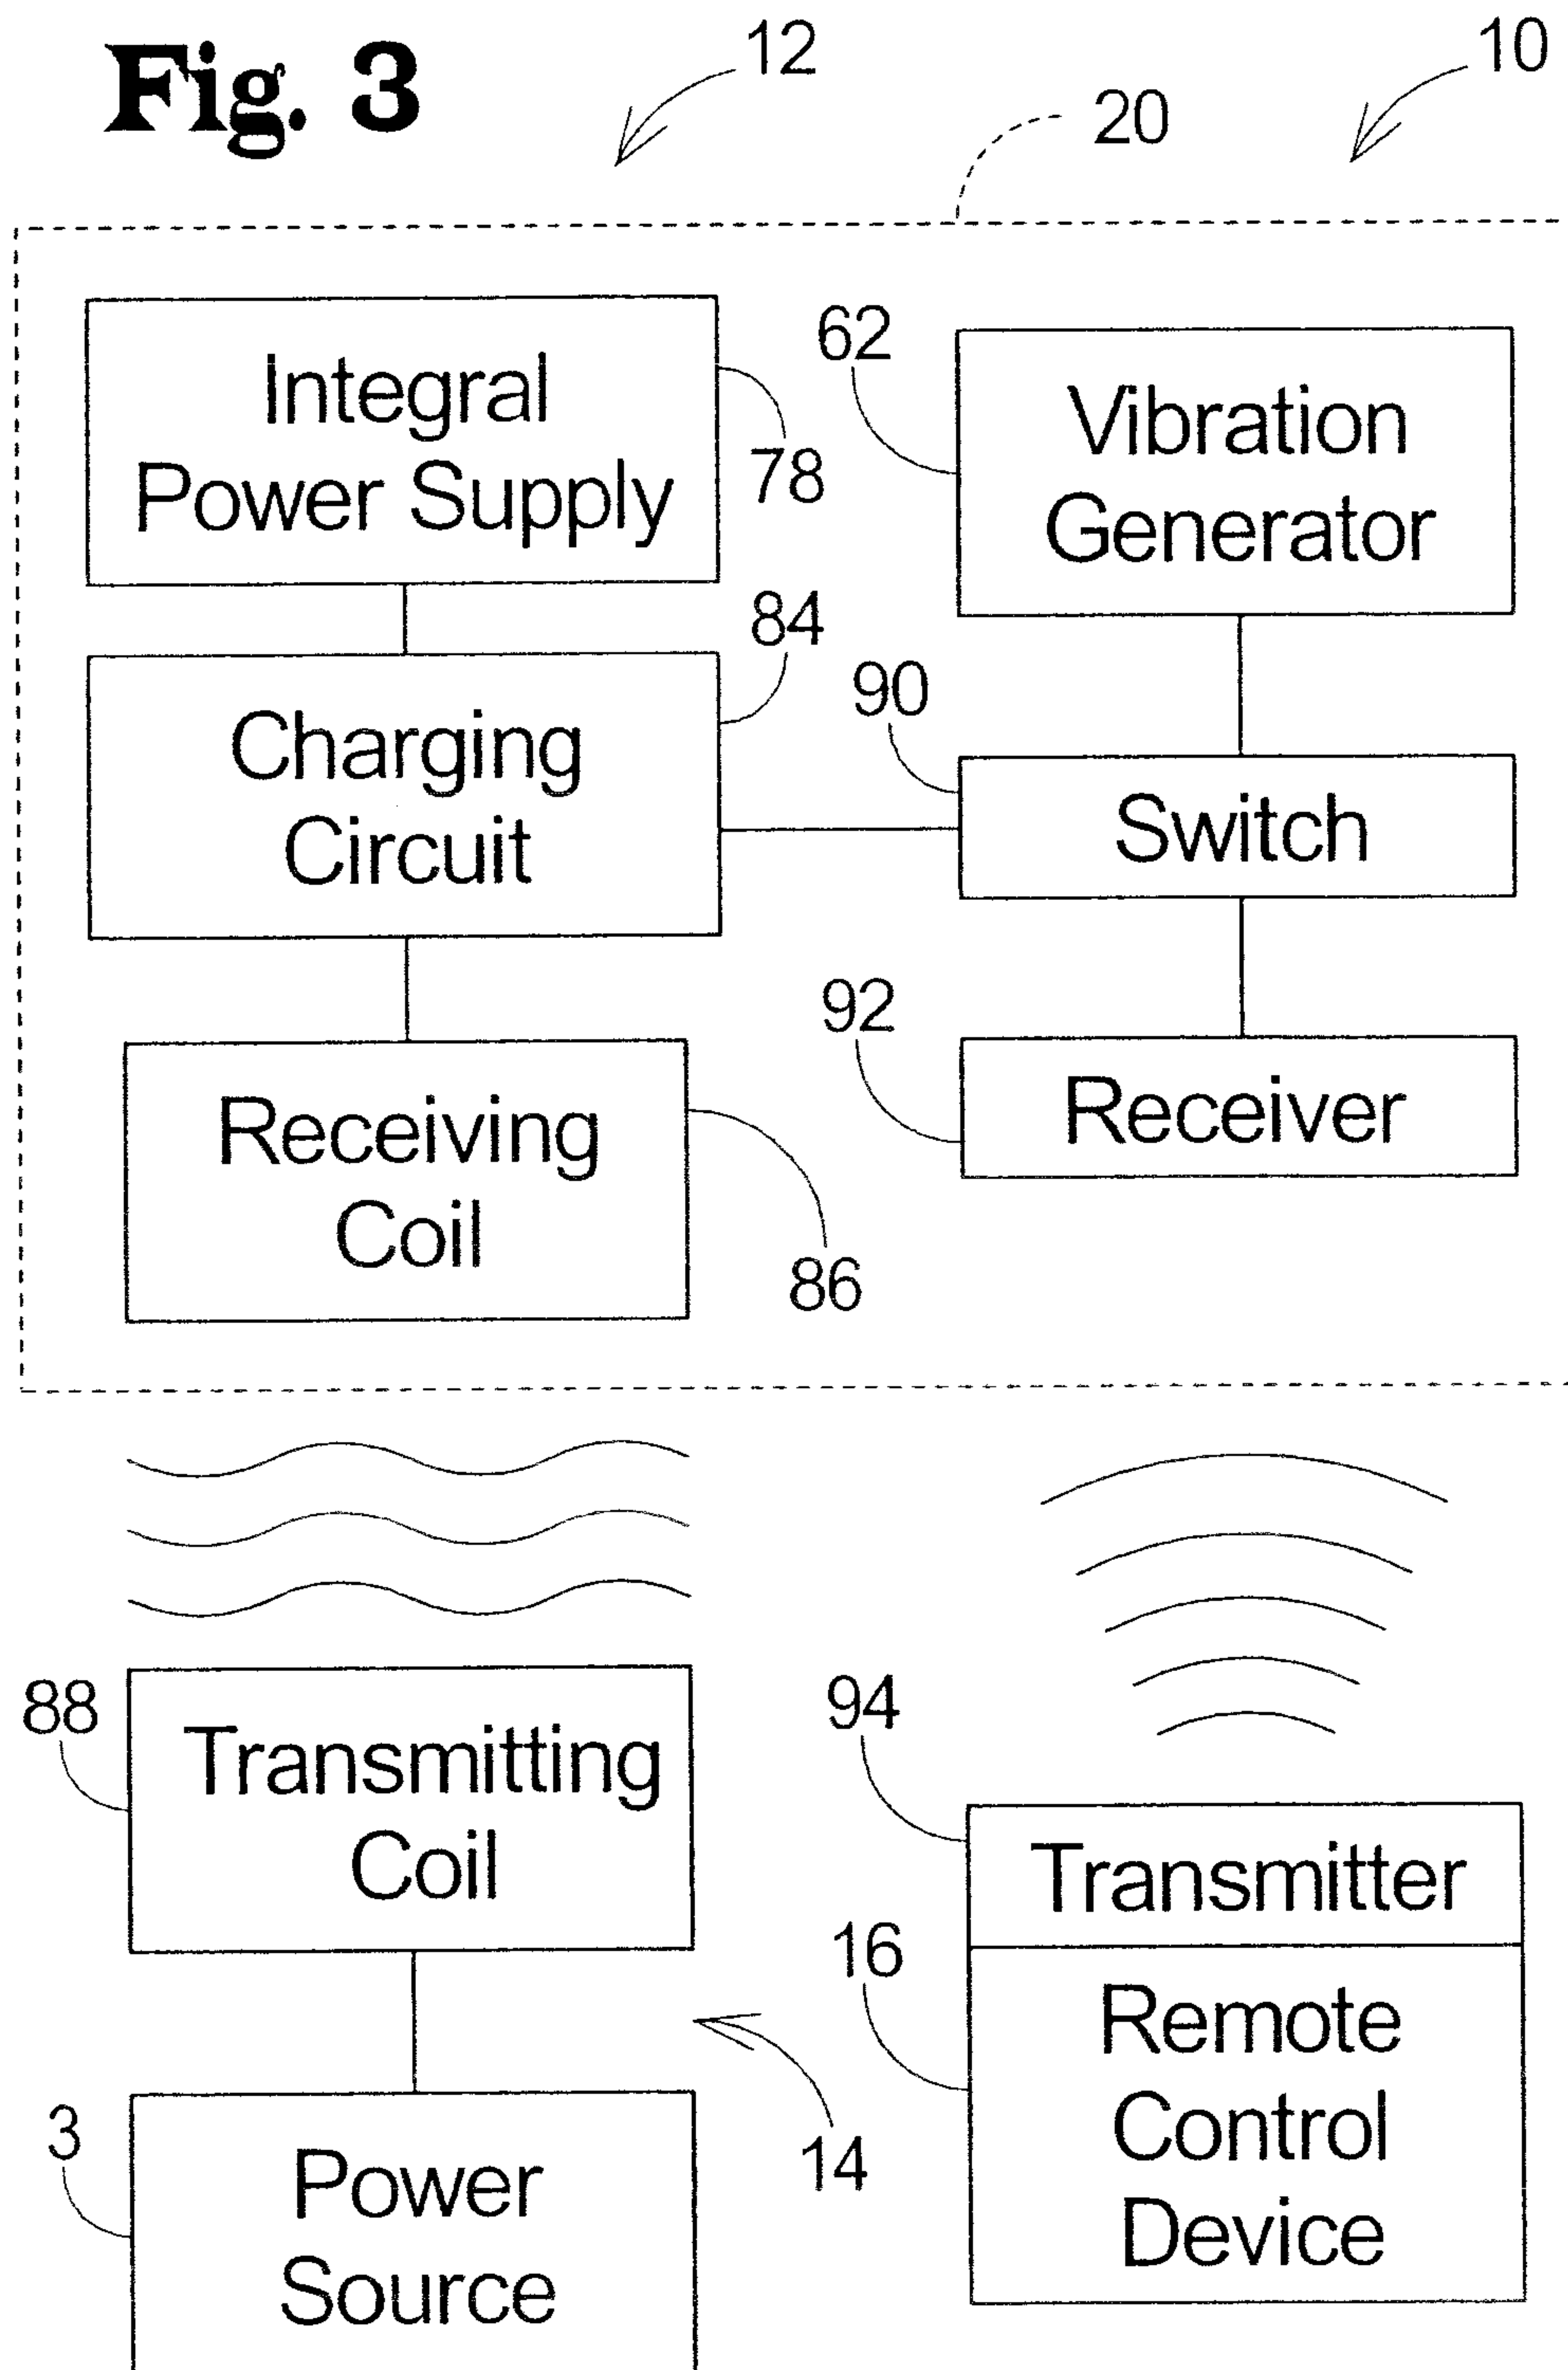 Fig. 3
12
10
20
Integral
Power Supply
78
62
Vibration
Generator
84
Charging
Circuit
90
Switch
92
Receiver
Receiving
Coil
86
88
Transmitting
Coil
94
Transmitter
16
Remote
Control
Device
14
3
Power
Source